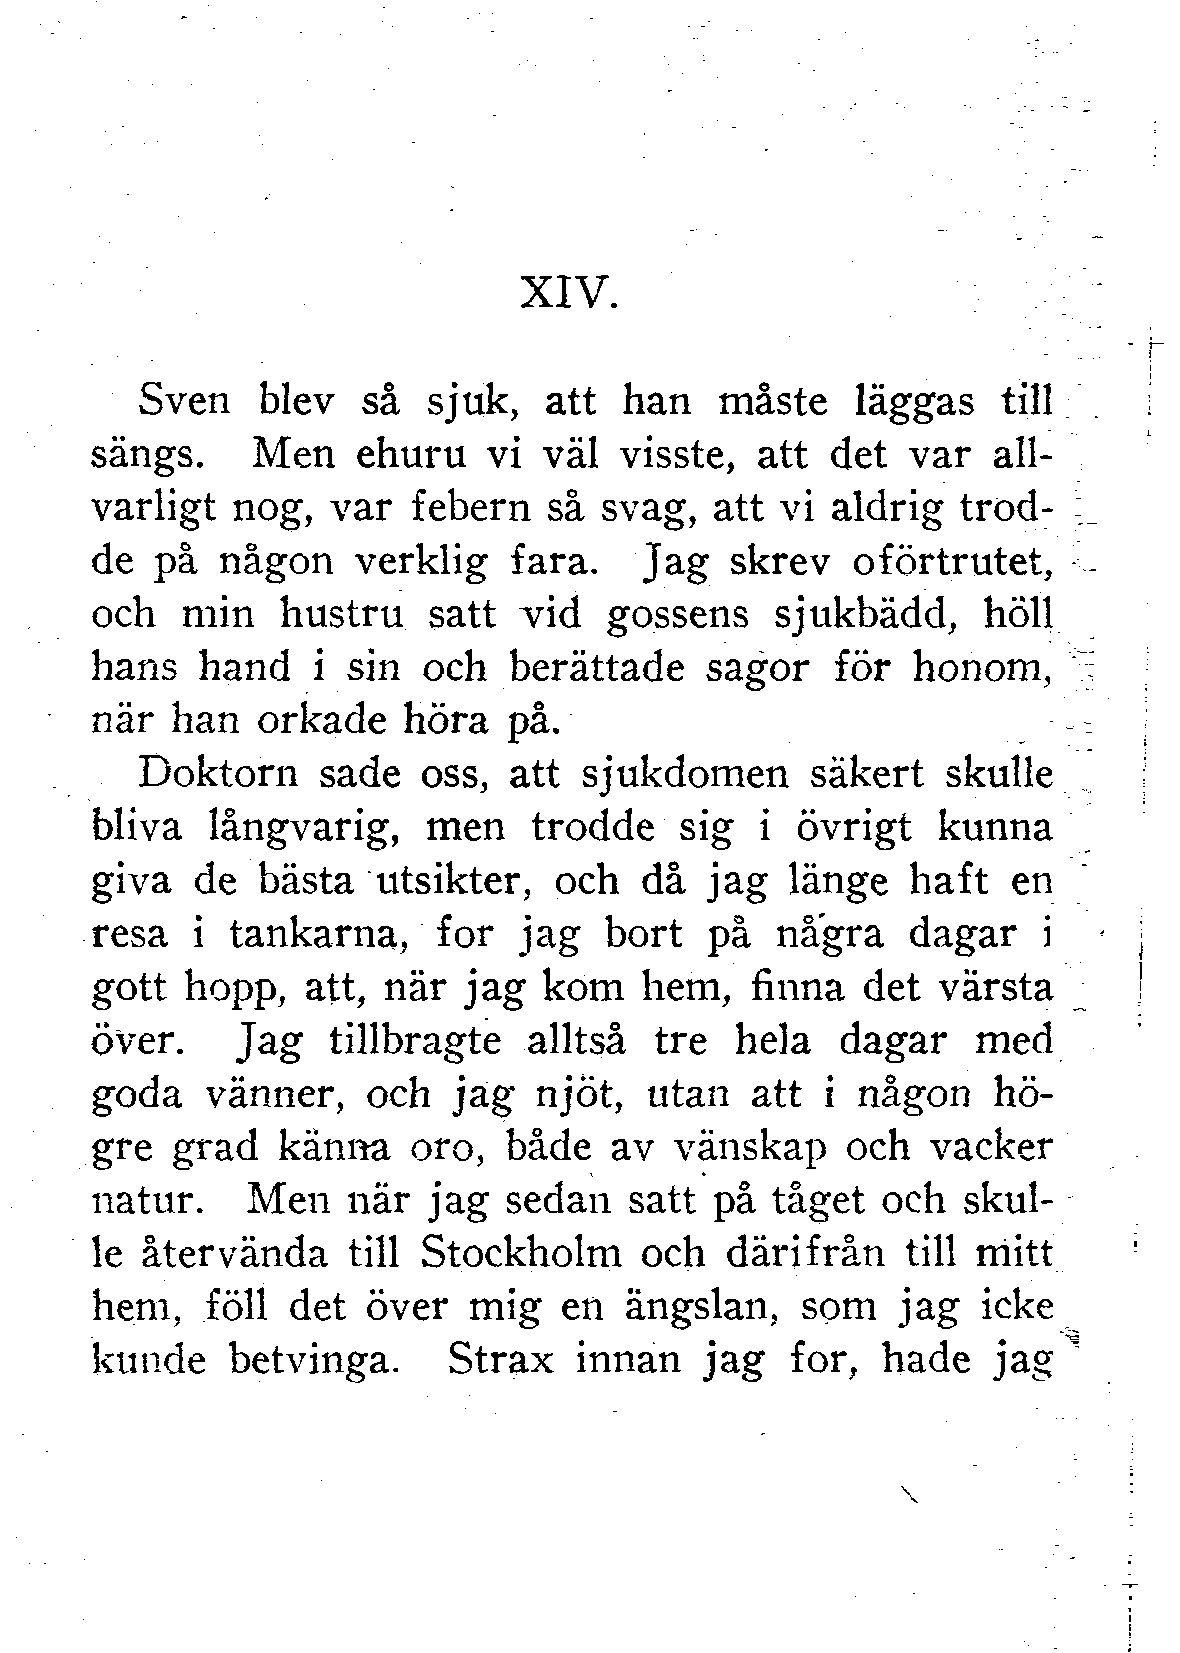 XIV.
Sven blev så sjuk, att han måste läggas till
sängs. Men ehuru vi väl visste, att det var all-
varligt nog, var febern så svag, att vi aldrig trod-
de på någon verklig fara. Jag skrev oförtrutet,
och min hustru satt vid gossens sjukbädd, höll
hans hand i sin och berättade sagor för honom,
när han orkade höra på.
Doktorn sade oss, att sjukdomen säkert skulle
bliva långvarig, men trodde sig i övrigt kunna
giva de bästa utsikter, och då jag länge haft en
resa i tankarna, for jag bort på några dagar i
gott hopp, att, när jag kom hem, finna det värsta
över. Jag tillbragte alltså tre hela dagar med
goda vänner, och jag njöt, utan att i någon hö-
gre grad känna oro, både av vänskap och vacker
natur. Men när jag sedan satt på tåget och skul-
le återvända till Stockholm och därifrån till mitt
hem, föll det över mig en ängslan, som jag icke
kunde betvinga. Strax innan jag for, hade jag